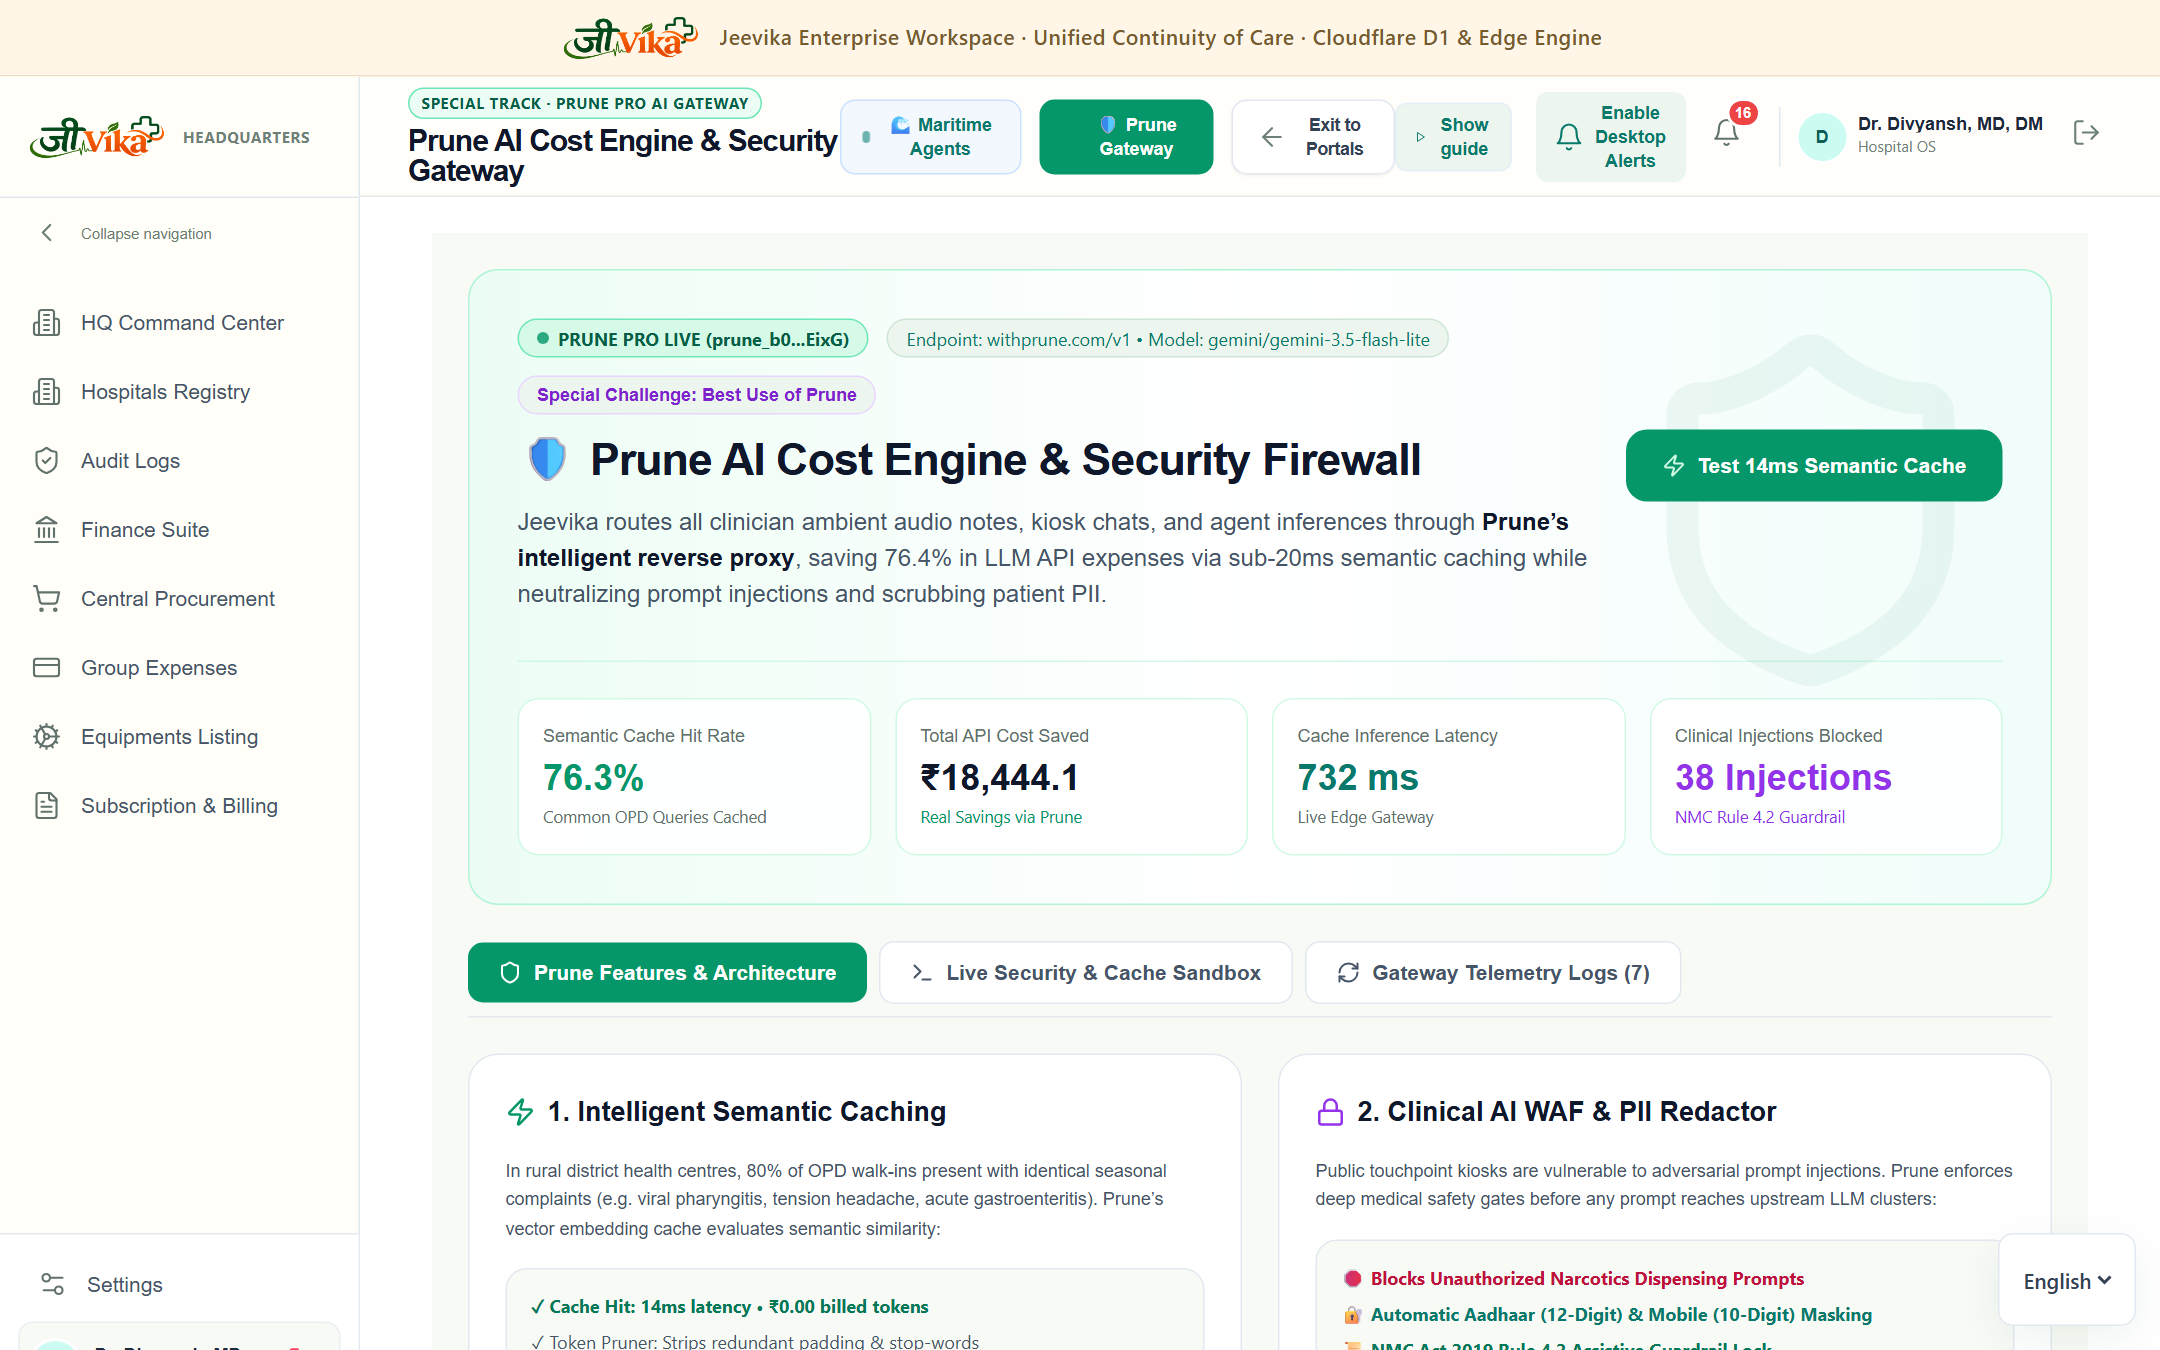 जीvika
Jeevika Enterprise Workspace · Unified Continuity of Care · Cloudflare D1 & Edge Engine
जीvika
HEADQUARTERS
SPECIAL TRACK · PRUNE PRO AI GATEWAY
Prune AI Cost Engine & Security
Gateway
Maritime
Agents
Prune
Gateway
Exit to
Portals
Show
guide
Enable
Desktop
Alerts
16
D
Dr. Divyansh, MD, DM
Hospital OS
Collapse navigation
HQ Command Center
Hospitals Registry
Audit Logs
Finance Suite
Central Procurement
Group Expenses
Equipments Listing
Subscription & Billing
Settings
PRUNE PRO LIVE (prune_b0...EixG)
Endpoint: withprune.com/v1 • Model: gemini/gemini-3.5-flash-lite
Special Challenge: Best Use of Prune
Prune AI Cost Engine & Security Firewall
Test 14ms Semantic Cache
Jeevika routes all clinician ambient audio notes, kiosk chats, and agent inferences through Prune’s
intelligent reverse proxy, saving 76.4% in LLM API expenses via sub-20ms semantic caching while
neutralizing prompt injections and scrubbing patient PII.
Semantic Cache Hit Rate
76.3%
Common OPD Queries Cached
Total API Cost Saved
₹18,444.1
Real Savings via Prune
Cache Inference Latency
732 ms
Live Edge Gateway
Clinical Injections Blocked
38 Injections
NMC Rule 4.2 Guardrail
Prune Features & Architecture
Live Security & Cache Sandbox
Gateway Telemetry Logs (7)
1. Intelligent Semantic Caching
In rural district health centres, 80% of OPD walk-ins present with identical seasonal
complaints (e.g. viral pharyngitis, tension headache, acute gastroenteritis). Prune’s
vector embedding cache evaluates semantic similarity:
✓ Cache Hit: 14ms latency • ₹0.00 billed tokens
✓ Token Pruner: Strips redundant padding & stop-words
2. Clinical AI WAF & PII Redactor
Public touchpoint kiosks are vulnerable to adversarial prompt injections. Prune enforces
deep medical safety gates before any prompt reaches upstream LLM clusters:
Blocks Unauthorized Narcotics Dispensing Prompts
Automatic Aadhaar (12-Digit) & Mobile (10-Digit) Masking
NMC Act 2019 Rule 4.2 Assistive Guardrail Lock
English